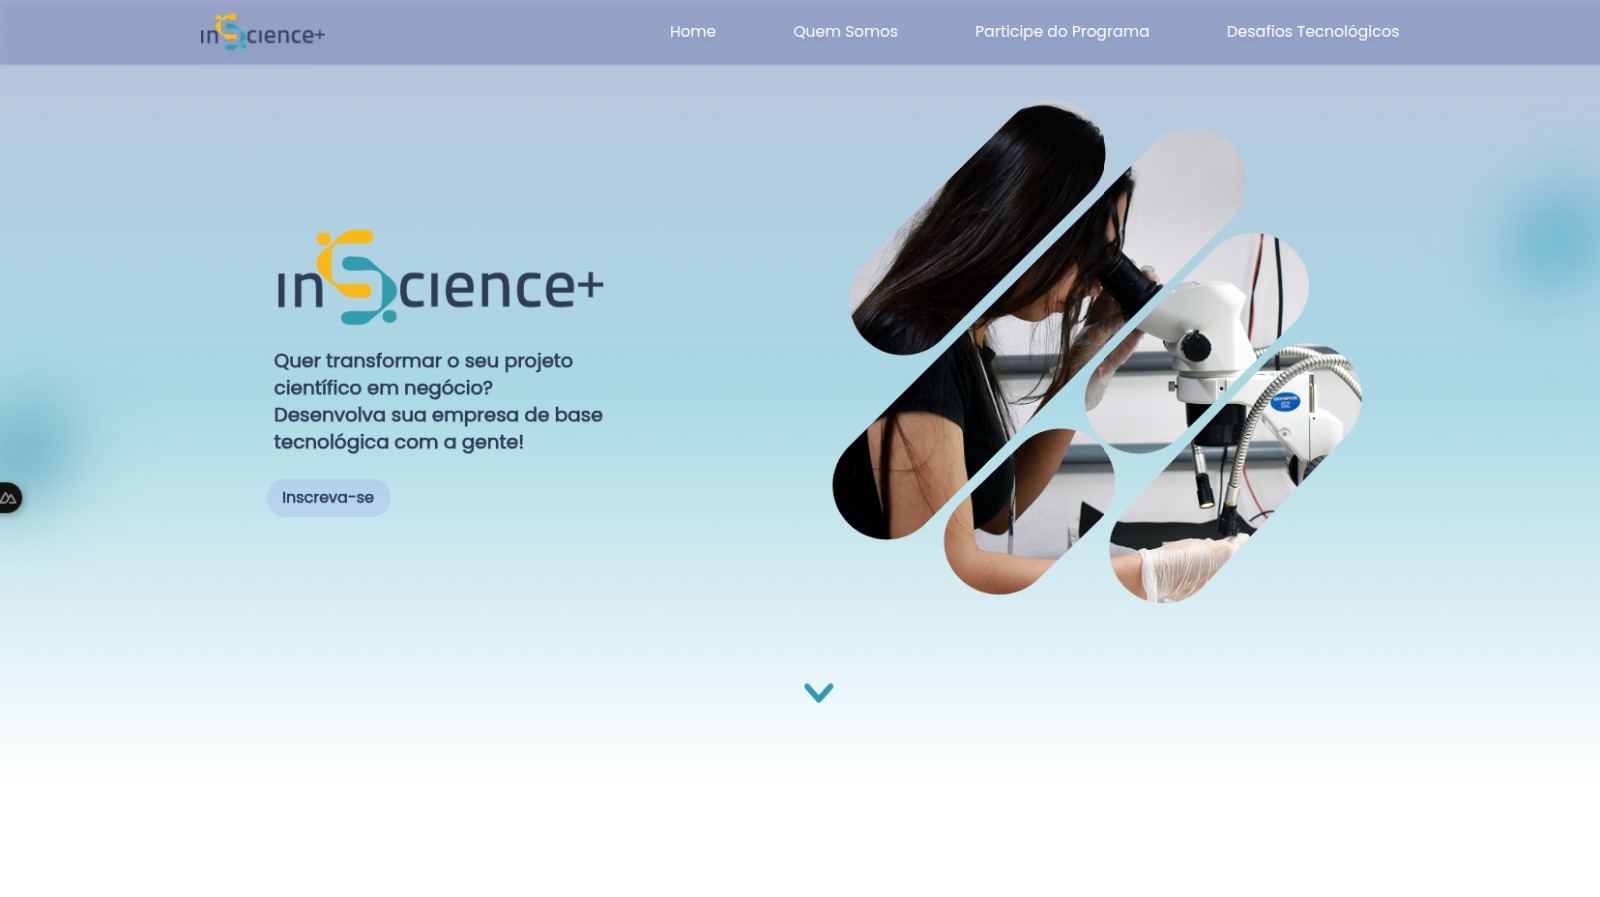 inScience+
Home
Quem Somos
Participe do Programa
Desafios Tecnológicos
inScience+
Quer transformar o seu projeto
científico em negócio?
Desenvolva sua empresa de base
tecnológica com a gente!
Inscreva-se